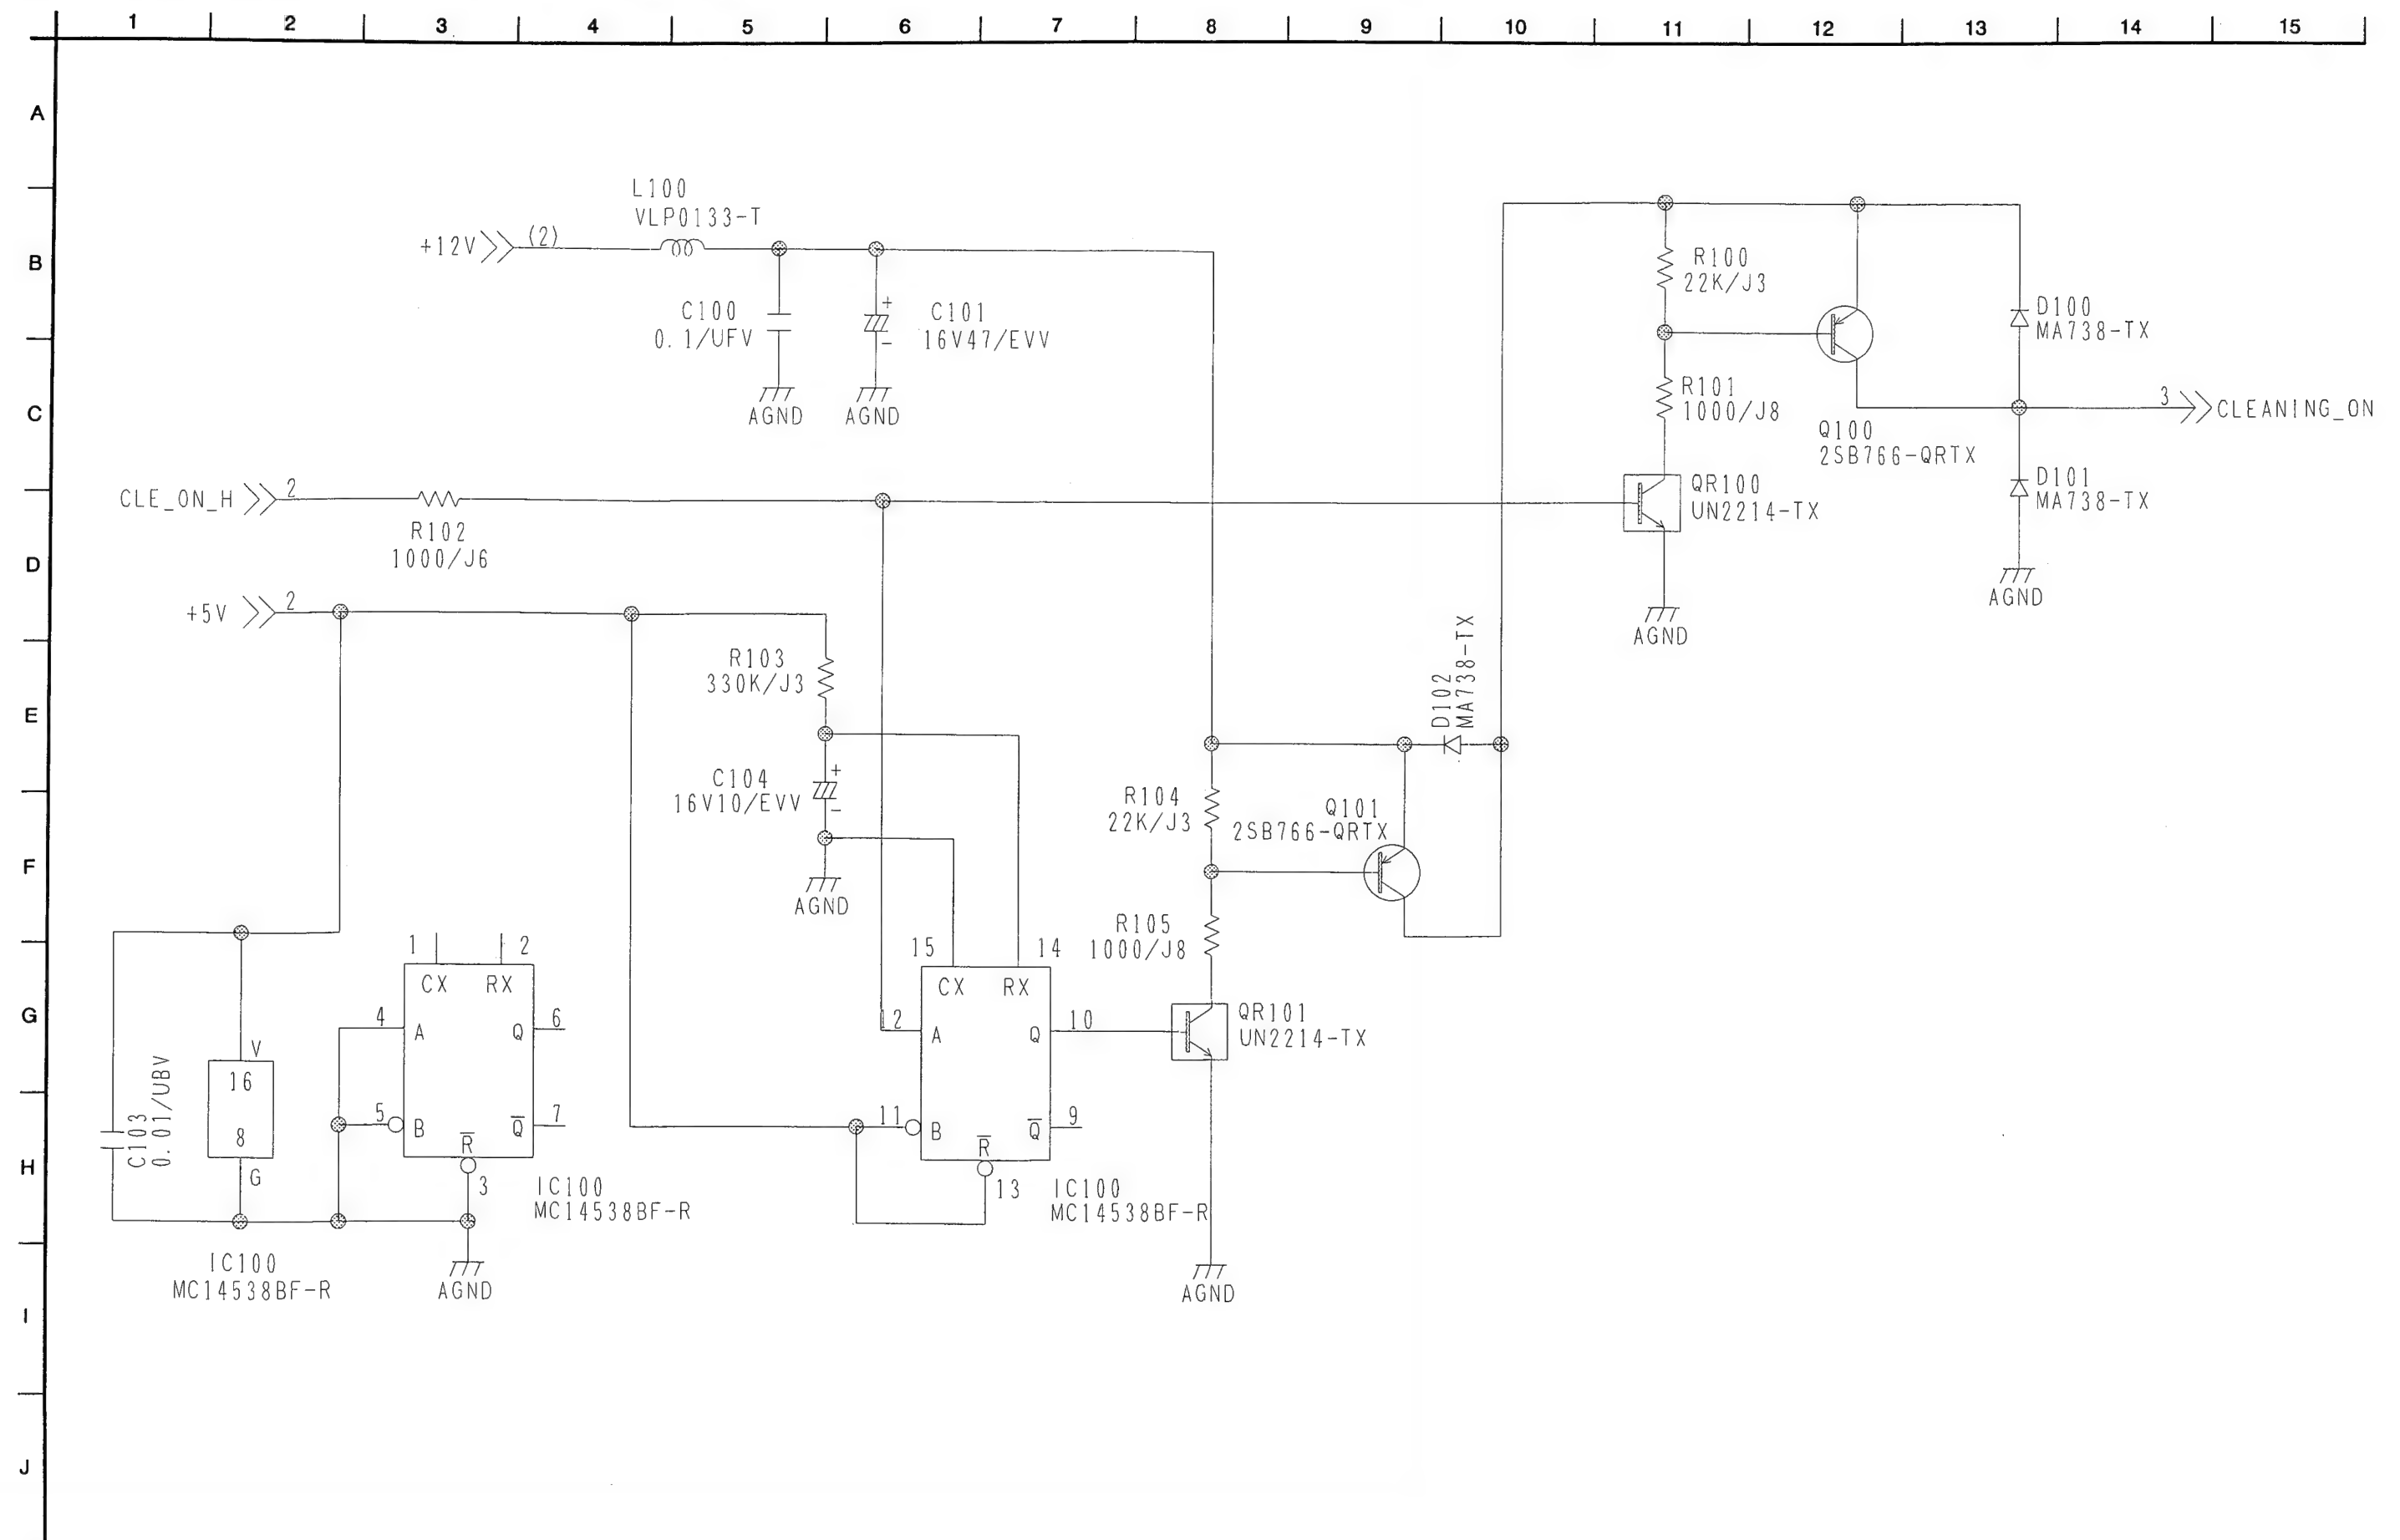 1 2 3 4 5 6 7 8 9 10 11 12 13 14 15
A
L100
VLP0133-T
+12V (2)
B
R100
22K/J3
C100
0.1/UFV
+
C101
16V47/EVV
-
D100
MA738-TX
AGND AGND
C
R101
1000/J8
3 CLEANING_ON
Q100
2SB766-QRTX
CLE_ON_H 2
R102
1000/J6
QR100
UN2214-TX
D101
MA738-TX
D
AGND
AGND
+5V 2
R103
330K/J3
D102
MA738-TX
E
C104
16V10/EVV
+
-
R104
22K/J3
Q101
2SB766-QRTX
F
AGND
R105
1000/J8
1 2
CX RX
15 14
CX RX
G
4 A Q 6
12 A Q 10
QR101
UN2214-TX
V
16
8
G
C103
0.01/UBV
5 B Q 7
R
3
11 B Q 9
R
13
H
IC100
MC14538BF-R
IC100
MC14538BF-R
IC100
MC14538BF-R
AGND
AGND
I
J